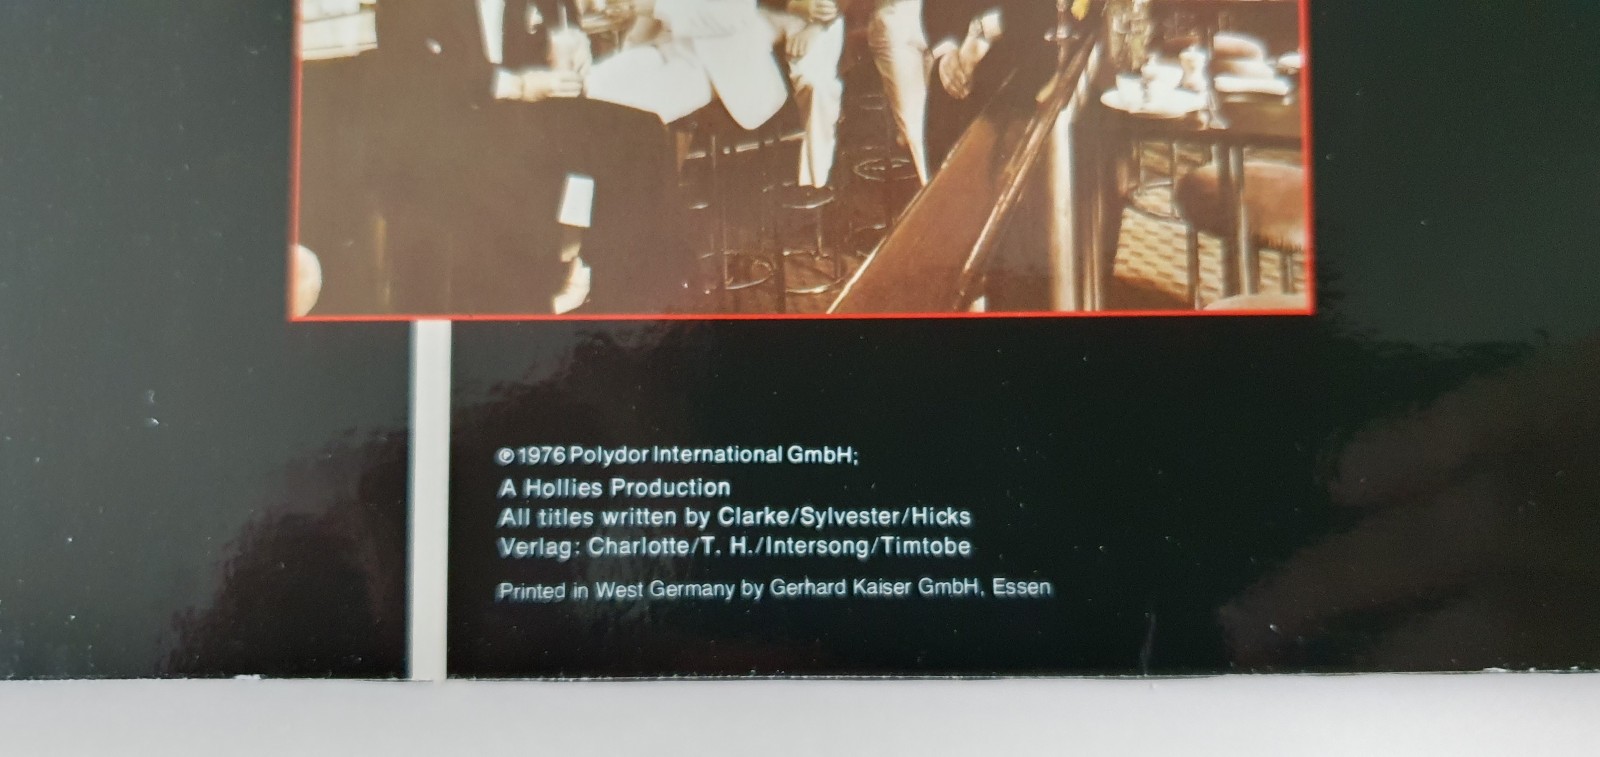 ℗1976 Polydor International GmbH;
A Hollies Production
All titles written by Clarke/Sylvester/Hicks
Verlag: Charlotte/T. H./Intersong/Timtobe
Printed in West Germany by Gerhard Kaiser GmbH, Essen